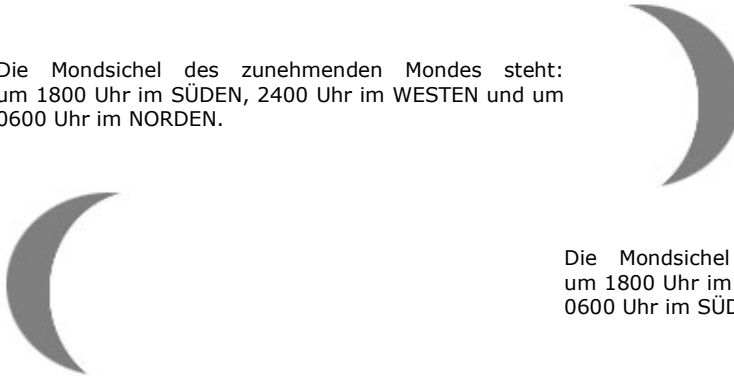 Die Mondsichel des zunehmenden Mondes steht:
um 1800 Uhr im SÜDEN, 2400 Uhr im WESTEN und um
0600 Uhr im NORDEN.
Die Mondsichel
um 1800 Uhr im
0600 Uhr im